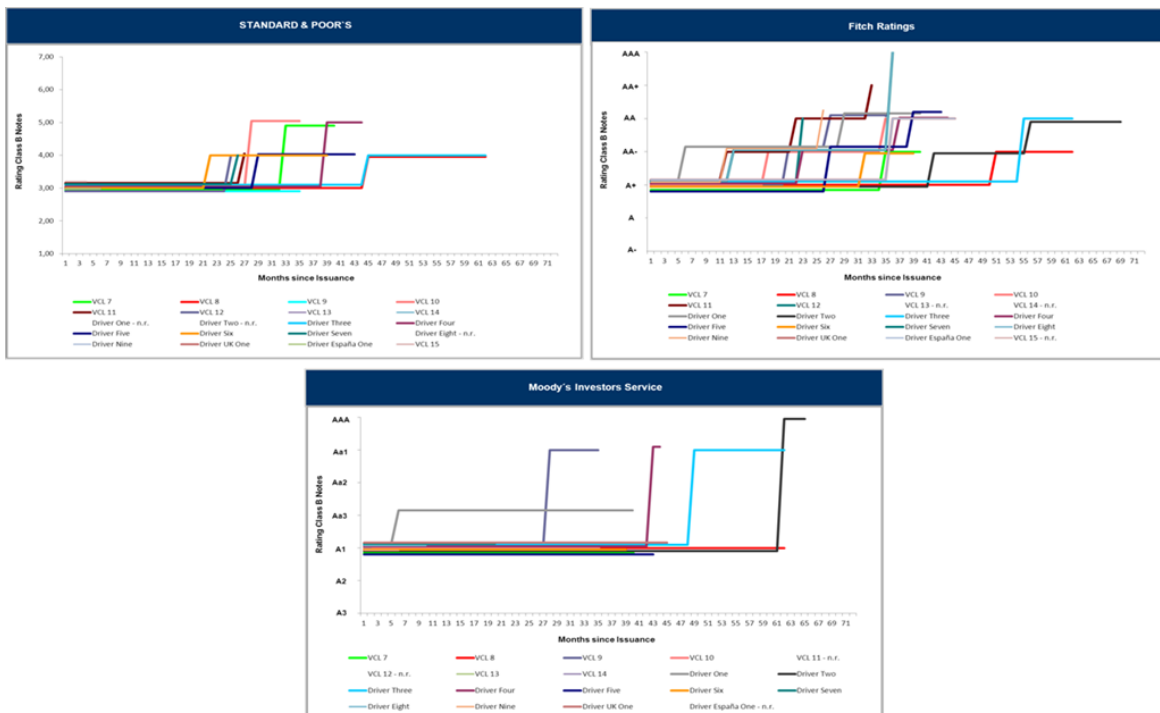 STANDARD & POOR´S
Rating Class B Notes
7,00
6,00
5,00
4,00
3,00
2,00
1,00
1 3 5 7 9 11 13 15 17 19 21 23 25 27 29 31 33 35 37 39 41 43 45 47 49 51 53 55 57 59 61 63 65 67 69 71
Months since Issuance
VCL 7 VCL 8 VCL 9 VCL 10
VCL 11 VCL 12 VCL 13 VCL 14
Driver One - n.r. Driver Two - n.r. Driver Three Driver Four
Driver Five Driver Six Driver Seven Driver Eight - n.r.
Driver Nine Driver UK One Driver España One VCL 15
Fitch Ratings
Rating Class B Notes
AAA
AA+
AA
AA-
A+
A
A-
1 3 5 7 9 11 13 15 17 19 21 23 25 27 29 31 33 35 37 39 41 43 45 47 49 51 53 55 57 59 61 63 65 67 69 71
Months since Issuance
VCL 7 VCL 8 VCL 9 VCL 10
VCL 11 VCL 12 VCL 13 - n.r. VCL 14 - n.r.
Driver One Driver Two Driver Three Driver Four
Driver Five Driver Six Driver Seven Driver Eight
Driver Nine Driver UK One Driver España One VCL 15 - n.r.
Moody´s Investors Service
Rating Class B Notes
AAA
Aa1
Aa2
Aa3
A1
A2
A3
1 3 5 7 9 11 13 15 17 19 21 23 25 27 29 31 33 35 37 39 41 43 45 47 49 51 53 55 57 59 61 63 65 67 69 71
Months since Issuance
VCL 7 VCL 8 VCL 9 VCL 10 VCL 11 - n.r.
VCL 12 - n.r. VCL 13 VCL 14 Driver One Driver Two
Driver Three Driver Four Driver Five Driver Six Driver Seven
Driver Eight Driver Nine Driver UK One Driver España One - n.r.